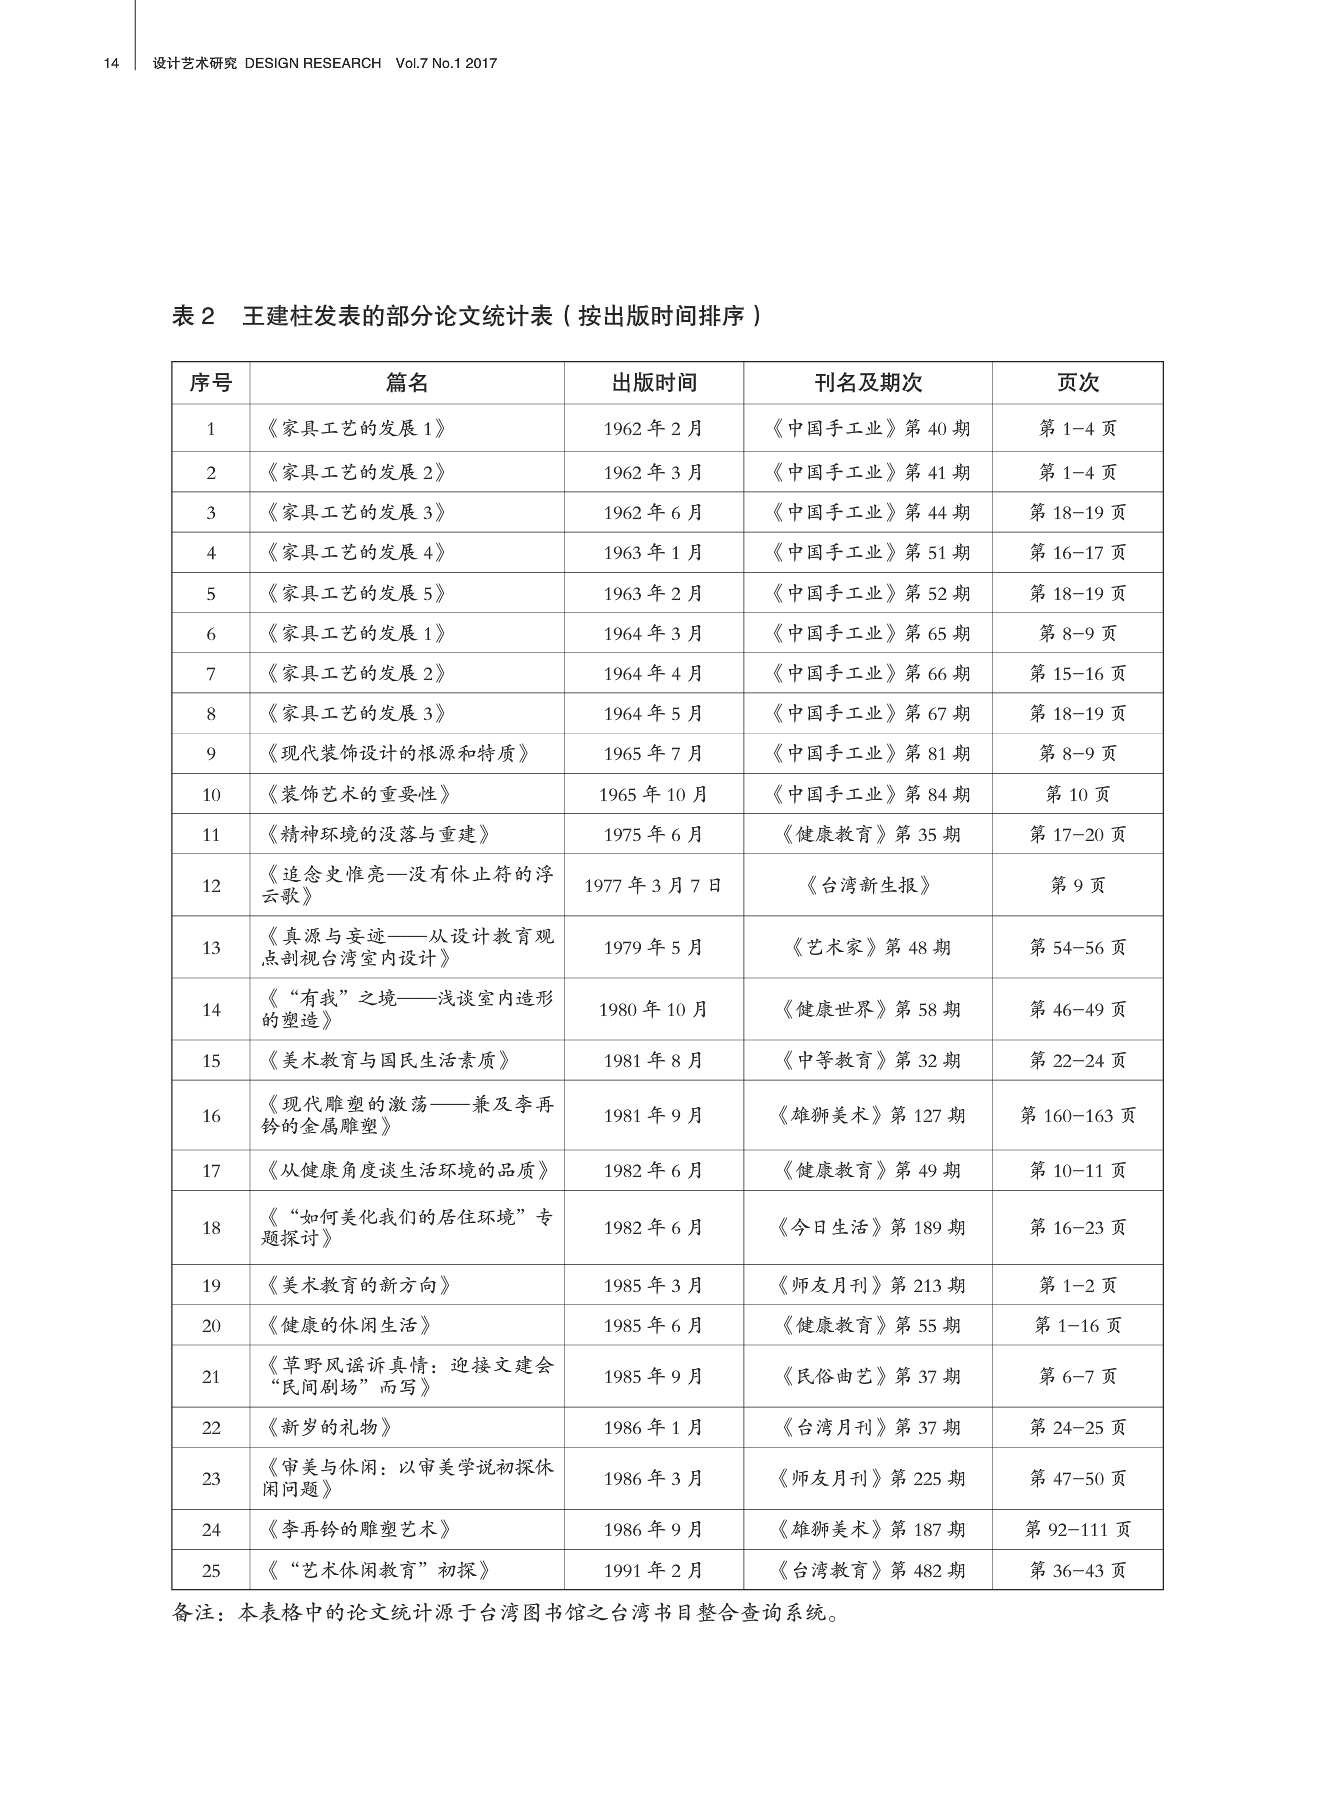 14 设计艺术研究 DESIGN RESEARCH Vol.7 No.1 2017
表 2 王建柱发表的部分论文统计表（按出版时间排序）
序号 篇名 出版时间 刊名及期次 页次
1 《家具工艺的发展 1》 1962 年 2 月 《中国手工业》第 40 期 第 1–4 页
2 《家具工艺的发展 2》 1962 年 3 月 《中国手工业》第 41 期 第 1–4 页
3 《家具工艺的发展 3》 1962 年 6 月 《中国手工业》第 44 期 第 18–19 页
4 《家具工艺的发展 4》 1963 年 1 月 《中国手工业》第 51 期 第 16–17 页
5 《家具工艺的发展 5》 1963 年 2 月 《中国手工业》第 52 期 第 18–19 页
6 《家具工艺的发展 1》 1964 年 3 月 《中国手工业》第 65 期 第 8–9 页
7 《家具工艺的发展 2》 1964 年 4 月 《中国手工业》第 66 期 第 15–16 页
8 《家具工艺的发展 3》 1964 年 5 月 《中国手工业》第 67 期 第 18–19 页
9 《现代装饰设计的根源和特质》 1965 年 7 月 《中国手工业》第 81 期 第 8–9 页
10 《装饰艺术的重要性》 1965 年 10 月 《中国手工业》第 84 期 第 10 页
11 《精神环境的没落与重建》 1975 年 6 月 《健康教育》第 35 期 第 17–20 页
12 《追念史惟亮—没有休止符的浮
云歌》 1977 年 3 月 7 日 《台湾新生报》 第 9 页
13 《真源与妄迹——从设计教育观
点剖视台湾室内设计》 1979 年 5 月 《艺术家》第 48 期 第 54–56 页
14 《“有我”之境——浅谈室内造形
的塑造》 1980 年 10 月 《健康世界》第 58 期 第 46–49 页
15 《美术教育与国民生活素质》 1981 年 8 月 《中等教育》第 32 期 第 22–24 页
16 《现代雕塑的激荡——兼及李再
钤的金属雕塑》 1981 年 9 月 《雄狮美术》第 127 期 第 160–163 页
17 《从健康角度谈生活环境的品质》 1982 年 6 月 《健康教育》第 49 期 第 10–11 页
18 《“如何美化我们的居住环境”专
题探讨》 1982 年 6 月 《今日生活》第 189 期 第 16–23 页
19 《美术教育的新方向》 1985 年 3 月 《师友月刊》第 213 期 第 1–2 页
20 《健康的休闲生活》 1985 年 6 月 《健康教育》第 55 期 第 1–16 页
21 《草野风谣诉真情：迎接文建会
“民间剧场”而写》 1985 年 9 月 《民俗曲艺》第 37 期 第 6–7 页
22 《新岁的礼物》 1986 年 1 月 《台湾月刊》第 37 期 第 24–25 页
23 《审美与休闲：以审美学说初探休
闲问题》 1986 年 3 月 《师友月刊》第 225 期 第 47–50 页
24 《李再钤的雕塑艺术》 1986 年 9 月 《雄狮美术》第 187 期 第 92–111 页
25 《“艺术休闲教育”初探》 1991 年 2 月 《台湾教育》第 482 期 第 36–43 页
备注：本表格中的论文统计源于台湾图书馆之台湾书目整合查询系统。